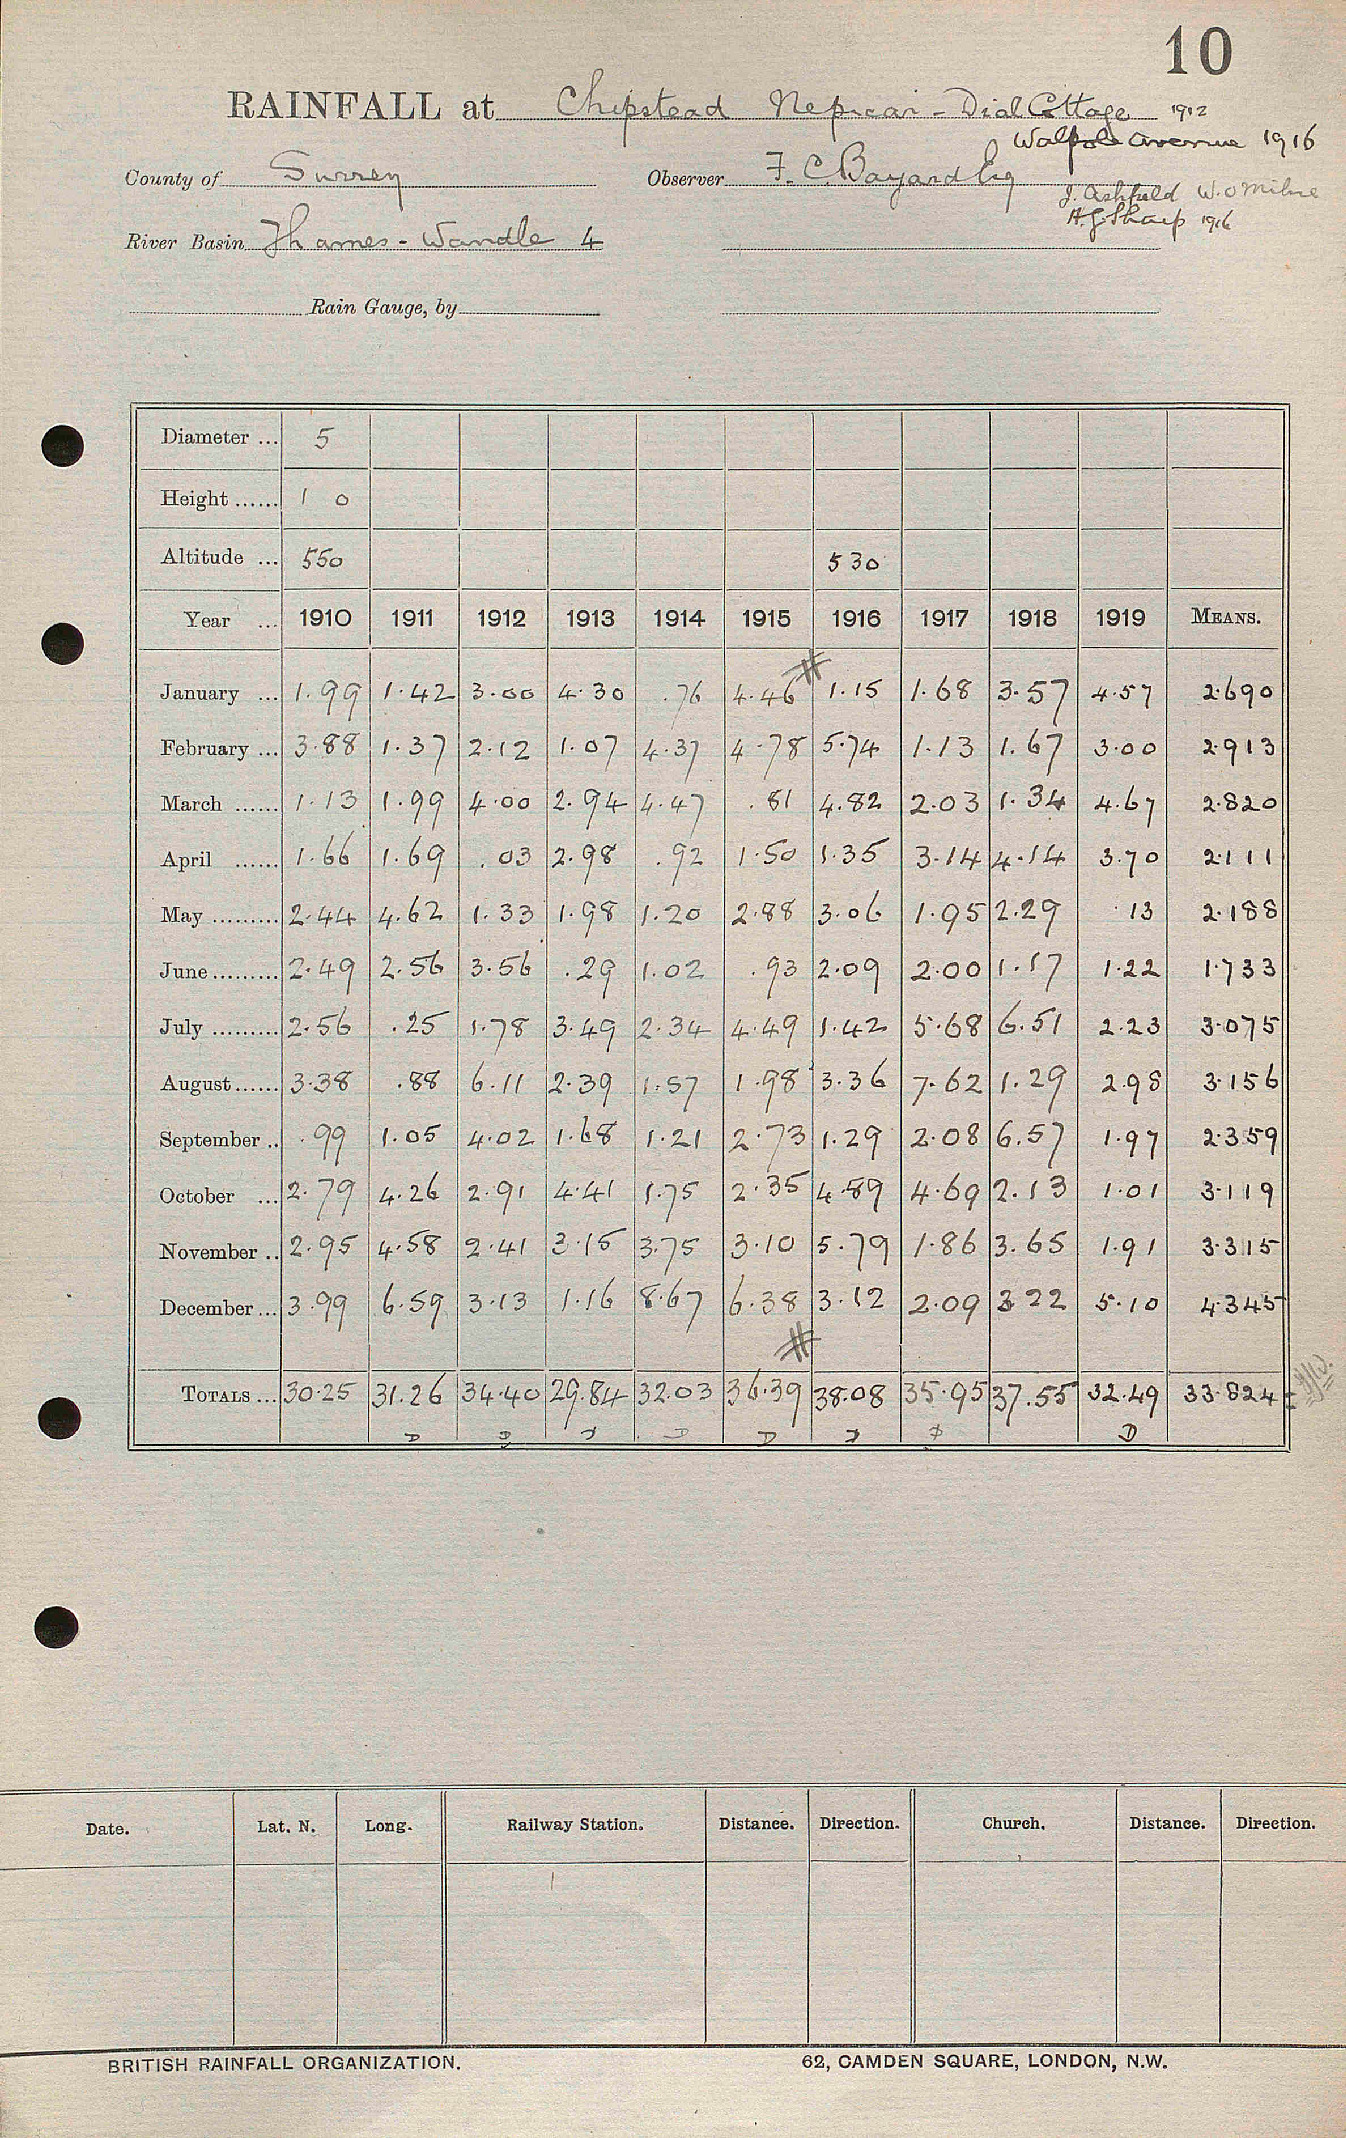 10
RAINFALL at Chipstead Nepicar - Dial Cottage 1912
Walpole Avenue 1916
County of Surrey Observer F. C. Bayard Esq
J. Ashfield W. O Milne
River Basin Thames - Wandle 4 A. G. Sharp 1916
Rain Gauge, by
Diameter ... 5
Height ...... 1 0
Altitude ... 550 530
Year ... 1910 1911 1912 1913 1914 1915 1916 1917 1918 1919 MEANS.
January ... 1.99 1.42 3.00 4.30 .76 4.46 # 1.15 1.68 3.57 4.57 2.690
February ... 3.88 1.37 2.12 1.07 4.37 4.78 5.74 1.13 1.67 3.00 2.913
March ...... 1.13 1.99 4.00 2.94 4.47 .81 4.82 2.03 1.34 4.67 2.820
April ...... 1.66 1.69 .03 2.98 .92 1.50 1.35 3.14 4.14 3.70 2.111
May ......... 2.44 4.62 1.33 1.98 1.20 2.88 3.06 1.95 2.29 .13 2.188
June ......... 2.49 2.56 3.56 .29 1.02 .93 2.09 2.00 1.17 1.22 1.733
July ......... 2.56 .25 1.78 3.49 2.34 4.49 1.42 5.68 6.51 2.23 3.075
August ...... 3.38 .88 6.11 2.39 1.57 1.98 3.36 7.62 1.29 2.98 3.156
September .. .99 1.05 4.02 1.68 1.21 2.73 1.29 2.08 6.57 1.97 2.359
October ... 2.79 4.26 2.91 4.41 1.75 2.35 4.89 4.69 2.13 1.01 3.119
November .. 2.95 4.58 2.41 3.15 3.75 3.10 5.79 1.86 3.65 1.91 3.315
December ... 3.99 6.59 3.13 1.16 8.67 6.38 3.12 2.09 3 22 5.10 4.345
#
TOTALS ... 30.25 31.26 34.40 29.84 32.03 36.39 38.08 35.95 37.55 32.49 33.824
D D D D D D D D
Date. Lat. N. Long. Railway Station. Distance. Direction. Church. Distance. Direction.
BRITISH RAINFALL ORGANIZATION. 62, CAMDEN SQUARE, LONDON, N.W.